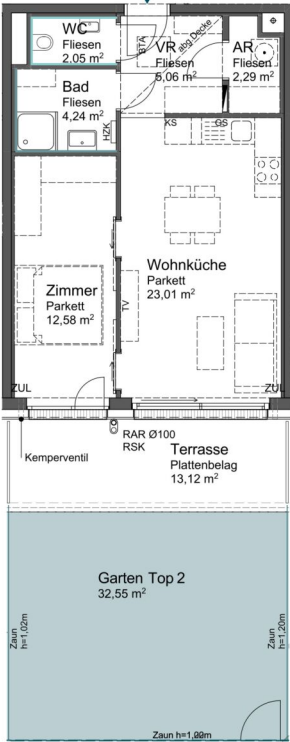 WC
Fliesen
2.05 m²
BTA
VR
Fliesen
5,06 m²
abg Decke
AR
Fliesen
2,29 m²
Bad
Fliesen
4,24 m²
HZK
KS
GS
Wohnküche
Parkett
23,01 m²
Zimmer
Parkett
12,58 m²
TV
ZUL
ZUL
RAR Ø100
RSK
Kemperventil
Terrasse
Plattenbelag
13,12 m²
Garten Top 2
32,55 m²
Zaun
h=1,02m
Zaun
h=1,20m
Zaun